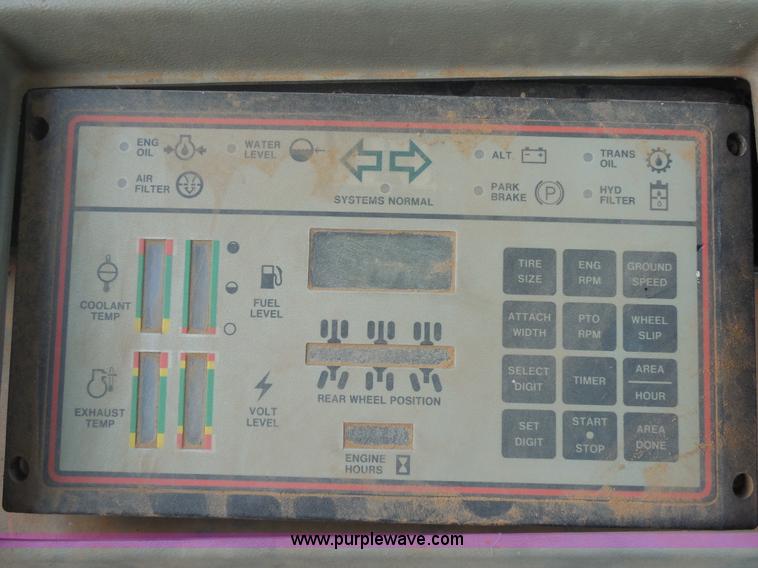 ENG
OIL
WATER
LEVEL
ALT
TRANS
OIL
AIR
FILTER
SYSTEMS NORMAL
PARK
BRAKE
P
HYD
FILTER
COOLANT
TEMP
FUEL
LEVEL
TIRE
SIZE
ENG
RPM
GROUND
SPEED
ATTACH
WIDTH
PTO
RPM
WHEEL
SLIP
EXHAUST
TEMP
VOLT
LEVEL
REAR WHEEL POSITION
SELECT
DIGIT
TIMER
AREA
HOUR
ENGINE
HOURS
SET
DIGIT
START
STOP
AREA
DONE
www.purplewave.com